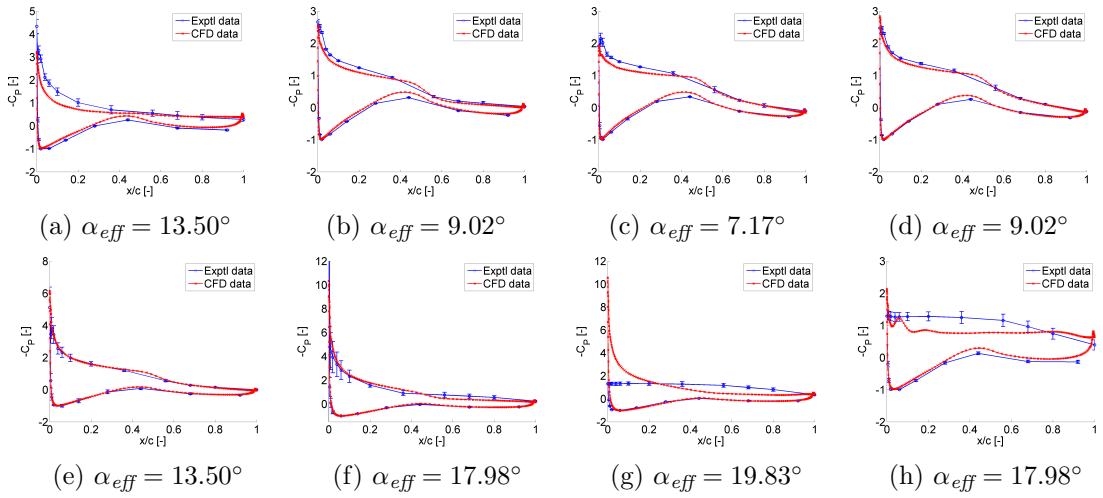 5
4
3
2
1
0
-1
-2
-C_P [-]
0 0.2 0.4 0.6 0.8 1
x/c [-]
Exptl data
CFD data
(a) α_eff = 13.50°
3
2
1
0
-1
-2
-C_P [-]
0 0.2 0.4 0.6 0.8 1
x/c [-]
Exptl data
CFD data
(b) α_eff = 9.02°
3
2
1
0
-1
-2
-C_P [-]
0 0.2 0.4 0.6 0.8 1
x/c [-]
Exptl data
CFD data
(c) α_eff = 7.17°
3
2
1
0
-1
-2
-C_P [-]
0 0.2 0.4 0.6 0.8 1
x/c [-]
Exptl data
CFD data
(d) α_eff = 9.02°
8
6
4
2
0
-2
-C_P [-]
0 0.2 0.4 0.6 0.8 1
x/c [-]
Exptl data
CFD data
(e) α_eff = 13.50°
12
10
8
6
4
2
0
-C_P [-]
0 0.2 0.4 0.6 0.8 1
x/c [-]
Exptl data
CFD data
(f) α_eff = 17.98°
12
10
8
6
4
2
0
-2
-C_P [-]
0 0.2 0.4 0.6 0.8 1
x/c [-]
Exptl data
CFD data
(g) α_eff = 19.83°
3
2
1
0
-1
-2
-C_P [-]
0 0.2 0.4 0.6 0.8 1
x/c [-]
Exptl data
CFD data
(h) α_eff = 17.98°